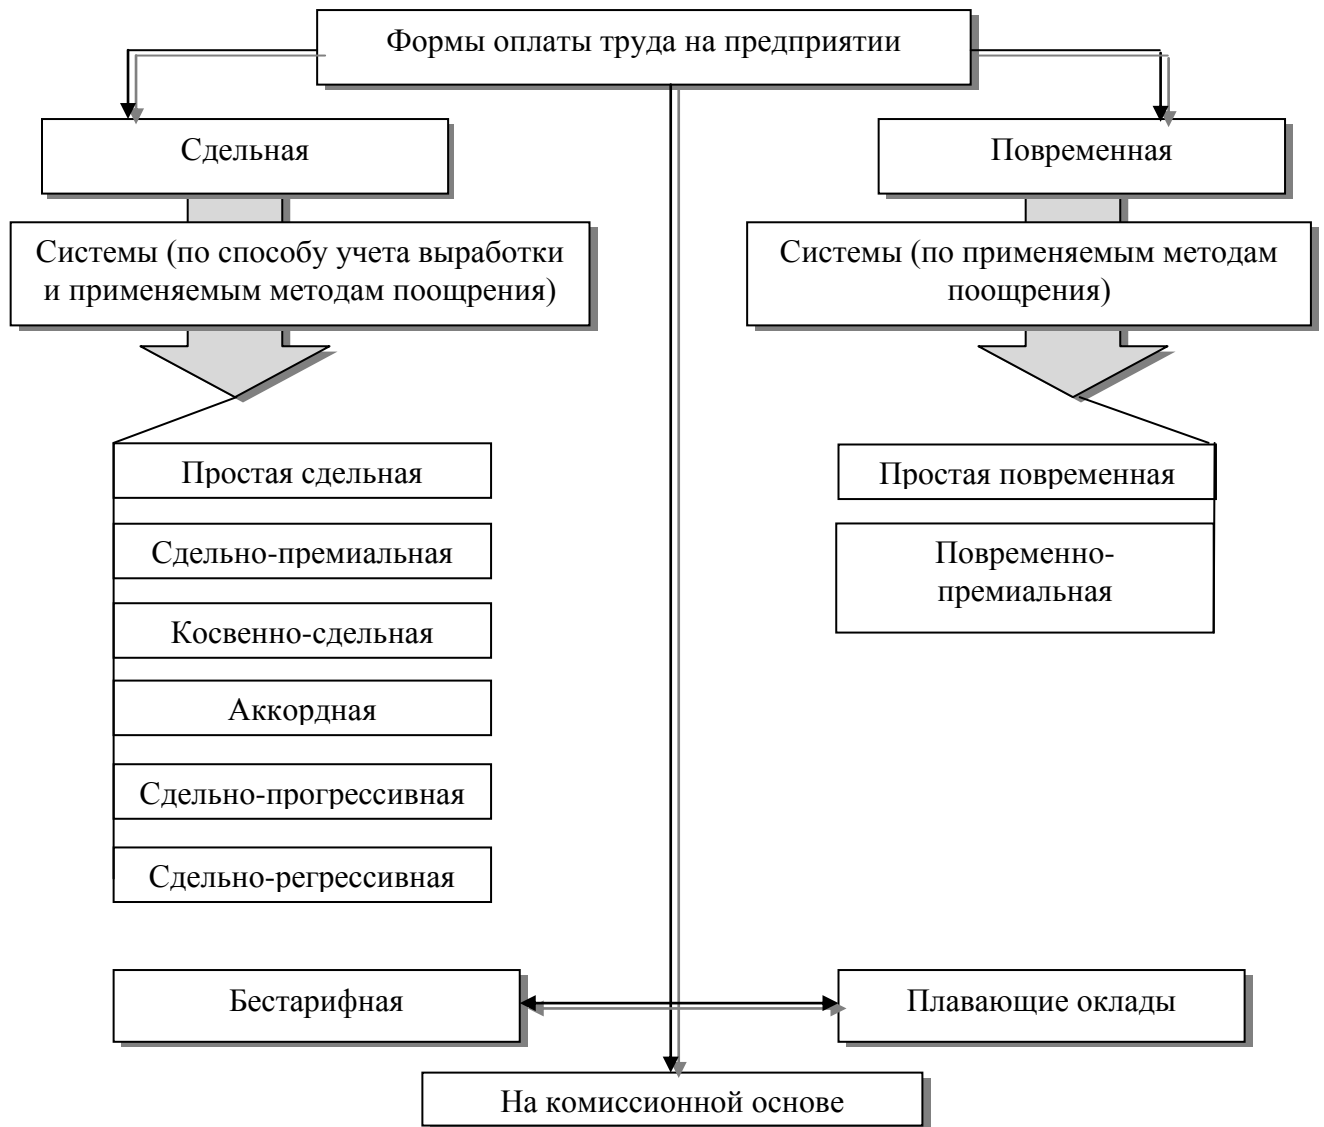 Формы оплаты труда на предприятии
Сдельная
Повременная
Системы (по способу учета выработки
и применяемым методам поощрения)
Системы (по применяемым методам
поощрения)
Простая сдельная
Сдельно-премиальная
Косвенно-сдельная
Аккордная
Сдельно-прогрессивная
Сдельно-регрессивная
Простая повременная
Повременно-
премиальная
Бестарифная
Плавающие оклады
На комиссионной основе